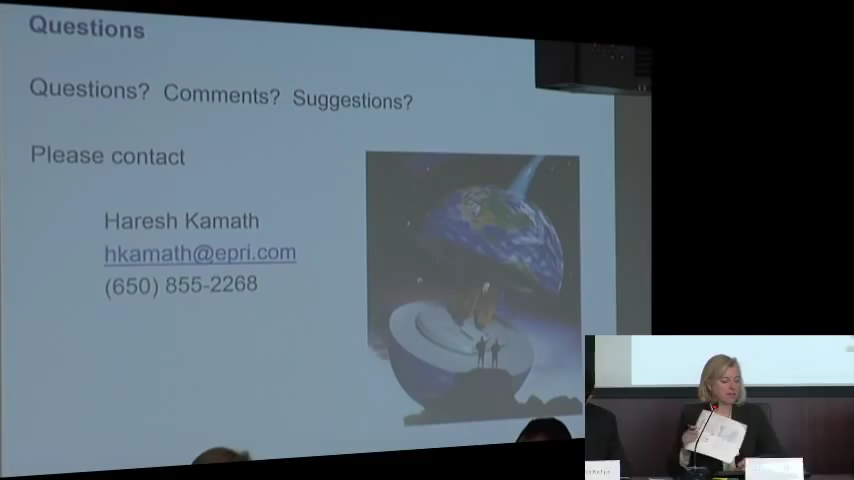 Questions
Questions? Comments? Suggestions?
Please contact
Haresh Kamath
hkamath@epri.com
(650) 855-2268